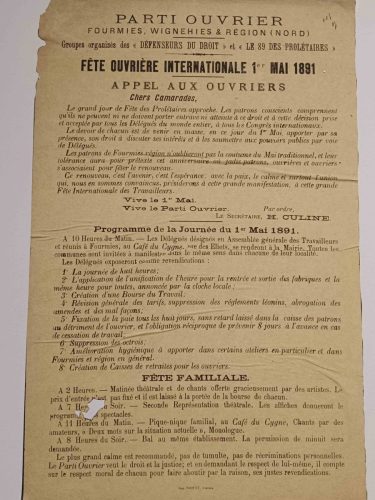 PARTI OUVRIER
FOURMIES, WIGNEHIES & RÉGION (NORD)
Groupes organisés des « DÉFENSEURS DU DROIT » et « LE 89 DES PROLÉTAIRES »
FÊTE OUVRIÈRE INTERNATIONALE 1er MAI 1891
APPEL AUX OUVRIERS
Chers Camarades,
Le grand jour de Fête des Prolétaires approche. Les patrons conscients comprennent
qu'ils ne peuvent ni ne doivent porter entrave ni atteinte à ce droit et à cette décision prise
et acceptée par tous les Délégués du monde entier, à tous les Congrès internationaux.
Le devoir de chacun est de venir en masse, en ce jour du 1er Mai, apporter par sa
présence, son droit à discuter ses intérêts et à les soumettre aux pouvoirs publics par voie
de Délégués.
Les patrons de Fourmies région n'oublieront pas la coutume du Mai traditionnel, et leur
tolérance aura pour prétexte cet anniversaire où patrons, ouvriers et ouvrières
s'associaient pour fêter le renouveau.
Ce renouveau, c'est l'avenir, c'est l'espérance. avec la paix, le calme et surtout l'union
qui, nous en sommes convaincus, présideront à cette grande manifestation, à cette grande
Fête Internationale des Travailleurs.
Vive le 1er Mai.
Vive le Parti Ouvrier. Par ordre,
LE SECRÉTAIRE, H. CULINE.
Programme de la Journée du 1er Mai 1891.
A 10 Heures du Matin. — Les Délégués désignés en Assemblée générale des Travailleurs
et réunis à Fourmies, au Café du Cygne, rue des Éliets, se rendront à la Mairie. Toutes les
communes sont invitées à manifester dans le même sens dans chacune de leur localité.
Les Délégués exposeront ensuite ces revendications :
1° La journée de huit heures ;
2° L'application de l'unification de l'heure pour la rentrée et sortie des fabriques et la
même heure pour toutes, annoncée par la cloche locale ;
3° Création d'une Bourse du Travail ;
4° Révision générale des tarifs, suppression des règlements léonins, abrogation des
amendes et des mal façons ;
5° Fixation de la paie tous les huit jours, sans retard laissé dans la caisse des patrons
au détriment de l'ouvrier, et l'obligation réciproque de prévenir 8 jours à l'avance en cas
de cessation de travail ;
6° Suppression des octrois ;
7° Amélioration hygiénique à apporter dans certains ateliers en particulier et dans
Fourmies et région en général.
8° Création de Caisses de retraites pour les ouvriers.
FÊTE FAMILIALE.
A 2 Heures. — Matinée théâtrale et de chants offerts gracieusement par des artistes. Le
prix d'entrée n'est pas fixé et il est laissé à la portée de la bourse de chacun.
A 7 du Soir. — Seconde Représentation théâtrale. Les affiches donneront le
spectacles.
A 11 Heures du Matin. — Pique-nique familial, au Café du Cygne, Chants par des
amateurs, « Deux mots sur la situation actuelle », Monologue.
A 8 Heures du Soir. — Bal au même établissement. La permission de minuit sera
demandée.
Le plus grand calme est recommandé, pas de tumulte, pas de récriminations personnelles.
Le Parti Ouvrier veut le droit et la justice; et en demandant le respect de lui-même, il compte
sur le respect moral de chacun pour faire aboutir par la raison, ses justes revendications.